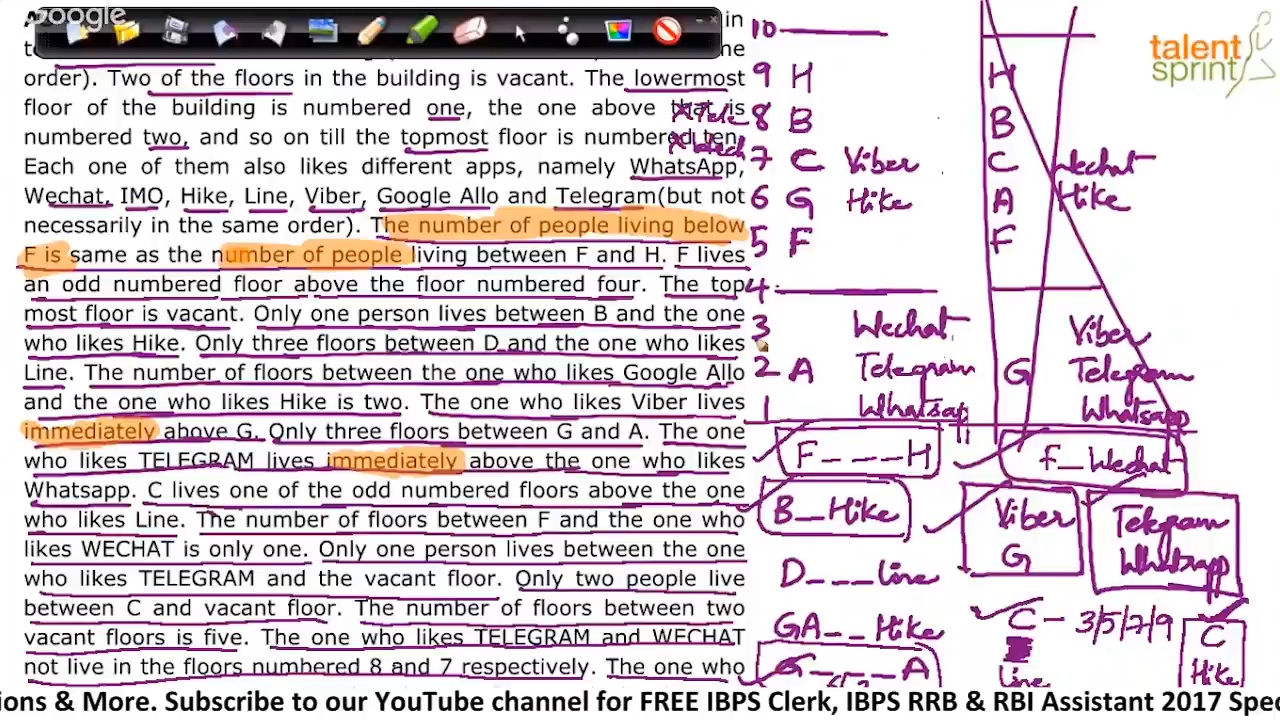 Google
in
order). Two of the floors in the building is vacant. The lowermost
floor of the building is numbered one, the one above that is
numbered two, and so on till the topmost floor is numbered ten.
Each one of them also likes different apps, namely WhatsApp,
Wechat, IMO, Hike, Line, Viber, Google Allo and Telegram(but not
necessarily in the same order). The number of people living below
F is same as the number of people living between F and H. F lives
an odd numbered floor above the floor numbered four. The top
most floor is vacant. Only one person lives between B and the one
who likes Hike. Only three floors between D and the one who likes
Line. The number of floors between the one who likes Google Allo
and the one who likes Hike is two. The one who likes Viber lives
immediately above G. Only three floors between G and A. The one
who likes TELEGRAM lives immediately above the one who likes
Whatsapp. C lives one of the odd numbered floors above the one
who likes Line. The number of floors between F and the one who
likes WECHAT is only one. Only one person lives between the one
who likes TELEGRAM and the vacant floor. Only two people live
between C and vacant floor. The number of floors between two
vacant floors is five. The one who likes TELEGRAM and WECHAT
not live in the floors numbered 8 and 7 respectively. The one who
10
9 H
x Tele 8 B
x Wech 7 C Viber
6 G Hike
5 F
4
3 Wechat
2 A Telegram
1 Whatsap
H
B
C Wechat
A Hike
F
Viber
G Telegram
Whatsapp
F _ _ _ H
F _ Wechat
B _ Hike
Viber
G
Telegram
Whatsapp
D _ _ _ Line
GA _ _ Hike
C - 3/5/7/9
Line
C
Hike
G _ _ _ A
talent
sprint
ions & More. Subscribe to our YouTube channel for FREE IBPS Clerk, IBPS RRB & RBI Assistant 2017 Spec